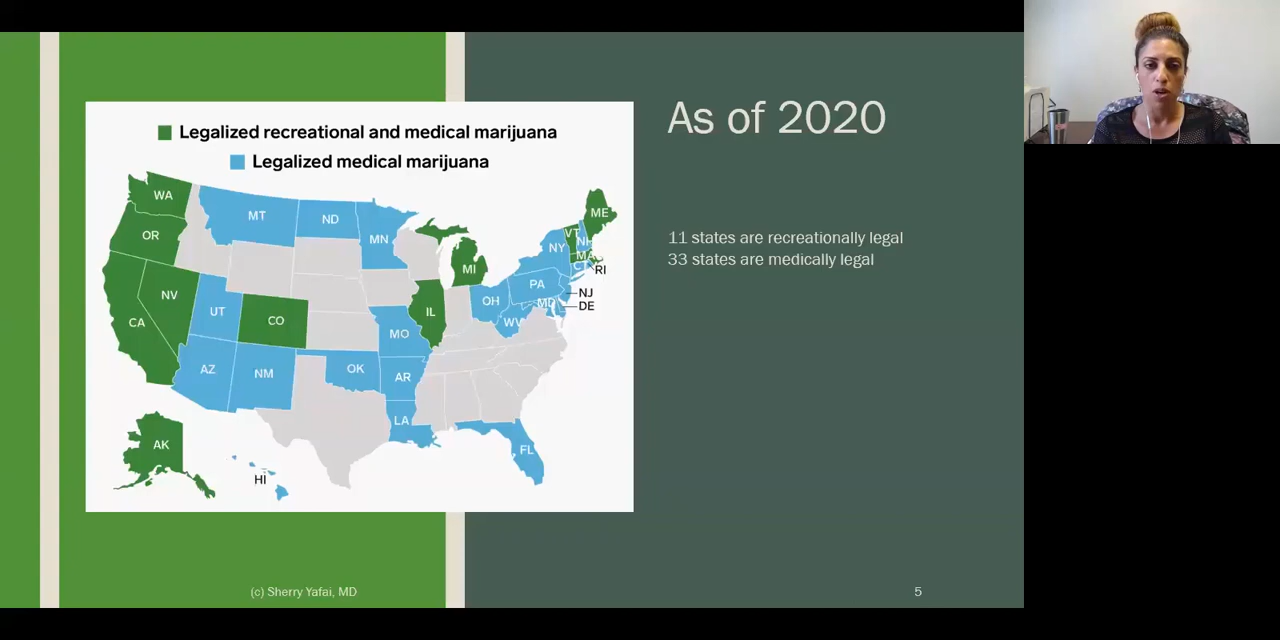 Legalized recreational and medical marijuana
Legalized medical marijuana
As of 2020
11 states are recreationally legal
33 states are medically legal
WA
MT
ND
MN
OR
ME
VT
NH
NY
MA
CT
RI
MI
PA
NJ
DE
MD
OH
WV
NV
UT
CO
IL
CA
MO
AZ
NM
OK
AR
LA
FL
AK
HI
(c) Sherry Yafai, MD
5